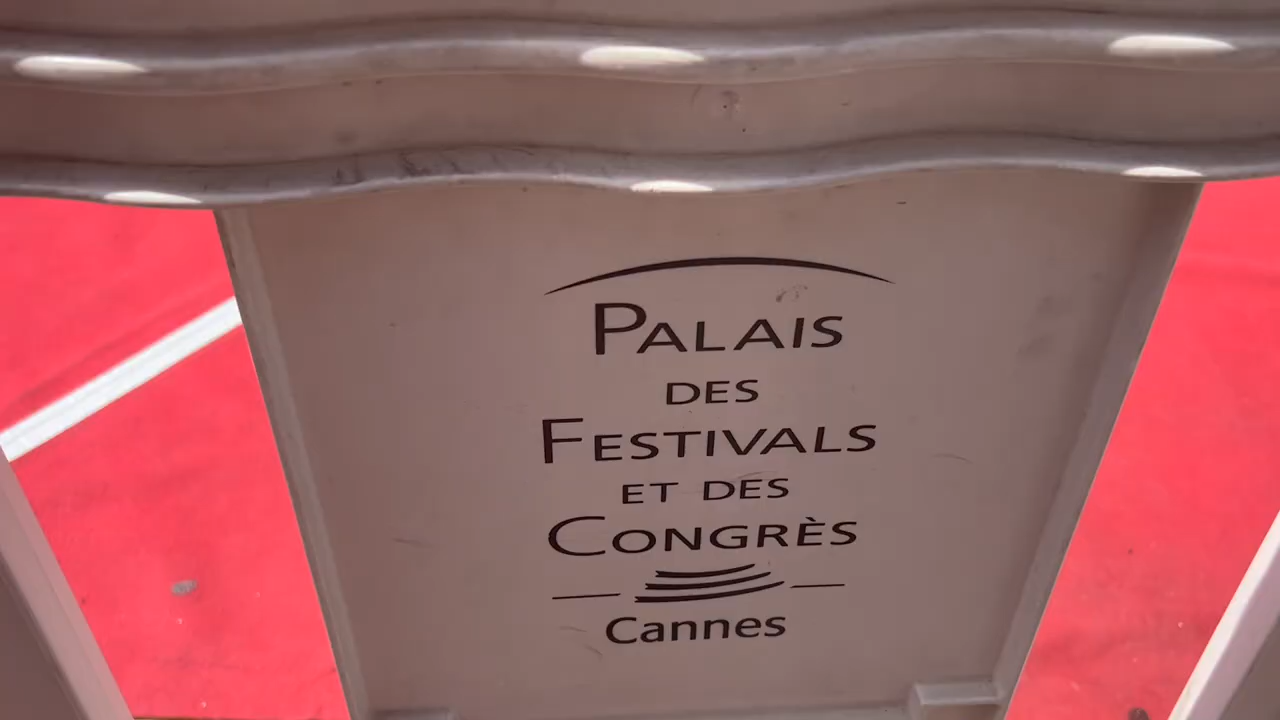 PALAIS
DES
FESTIVALS
ET DES
CONGRÈS
Cannes